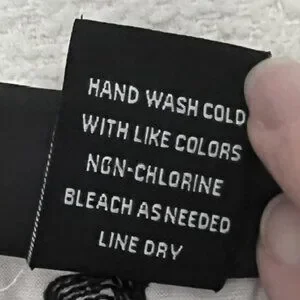 HAND WASH COLD
WITH LIKE COLORS
NON-CHLORINE
BLEACH AS NEEDED
LINE DRY